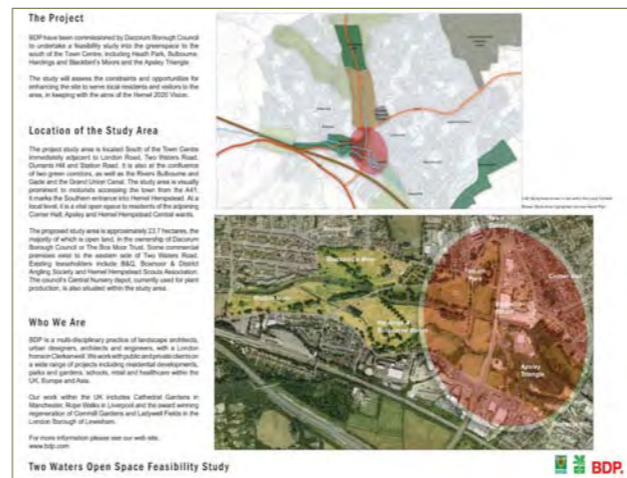 The Project
BDP have been commissioned by Dacorum Borough Council
to undertake a feasibility study into the greenspace to the
south of the Town Centre, including Heath Park, Bulbourne,
Hardings and Blackbirt's Moors and the Apsley Triangle.
The study will assess the constraints and opportunities for
enhancing the site to serve local residents and visitors to the
area, in keeping with the aims of the Hemel 2020 Vision.
Location of the Study Area
The project study area is located South of the Town Centre
immediately adjacent to London Road, Two Waters Road,
Durrants Hill and Station Road. It is also at the confluence
of two green corridors, as well as the Rivers Bulbourne and
Gade and the Grand Union Canal. The study area is visually
prominent to motorists accessing the town from the A41.
It marks the Southern entrance into Hemel Hempstead. At a
local level, it is a vital open space to residents of the adjoining
Corner Hall, Apsley and Hemel Hempstead Central wards.
The proposed study area is approximately 23.7 hectares, the
majority of which is open land, in the ownership of Dacorum
Borough Council or The Box Moor Trust. Some commercial
premises exist to the eastern side of Two Waters Road.
Existing leaseholders include B&Q, Boxmoor & District
Angling Society and Hemel Hempstead Scouts Association.
The council's Central Nursery depot, currently used for plant
production, is also situated within the study area.
Who We Are
BDP is a multi-disciplinary practice of landscape architects,
urban designers, architects and engineers, with a London
home in Clerkenwell. We work with public and private clients on
a wide range of projects including residential developments,
parks and gardens, schools, retail and healthcare within the
UK, Europe and Asia.
Our work within the UK includes Cathedral Gardens in
Manchester, Rope Walks in Liverpool and the award winning
regeneration of Cornmill Gardens and Ladywell Fields in the
London Borough of Lewisham.
For more information please see our web site.
www.bdp.com
Apsley
Triangle
Two Waters Open Space Feasibility Study
BDP.